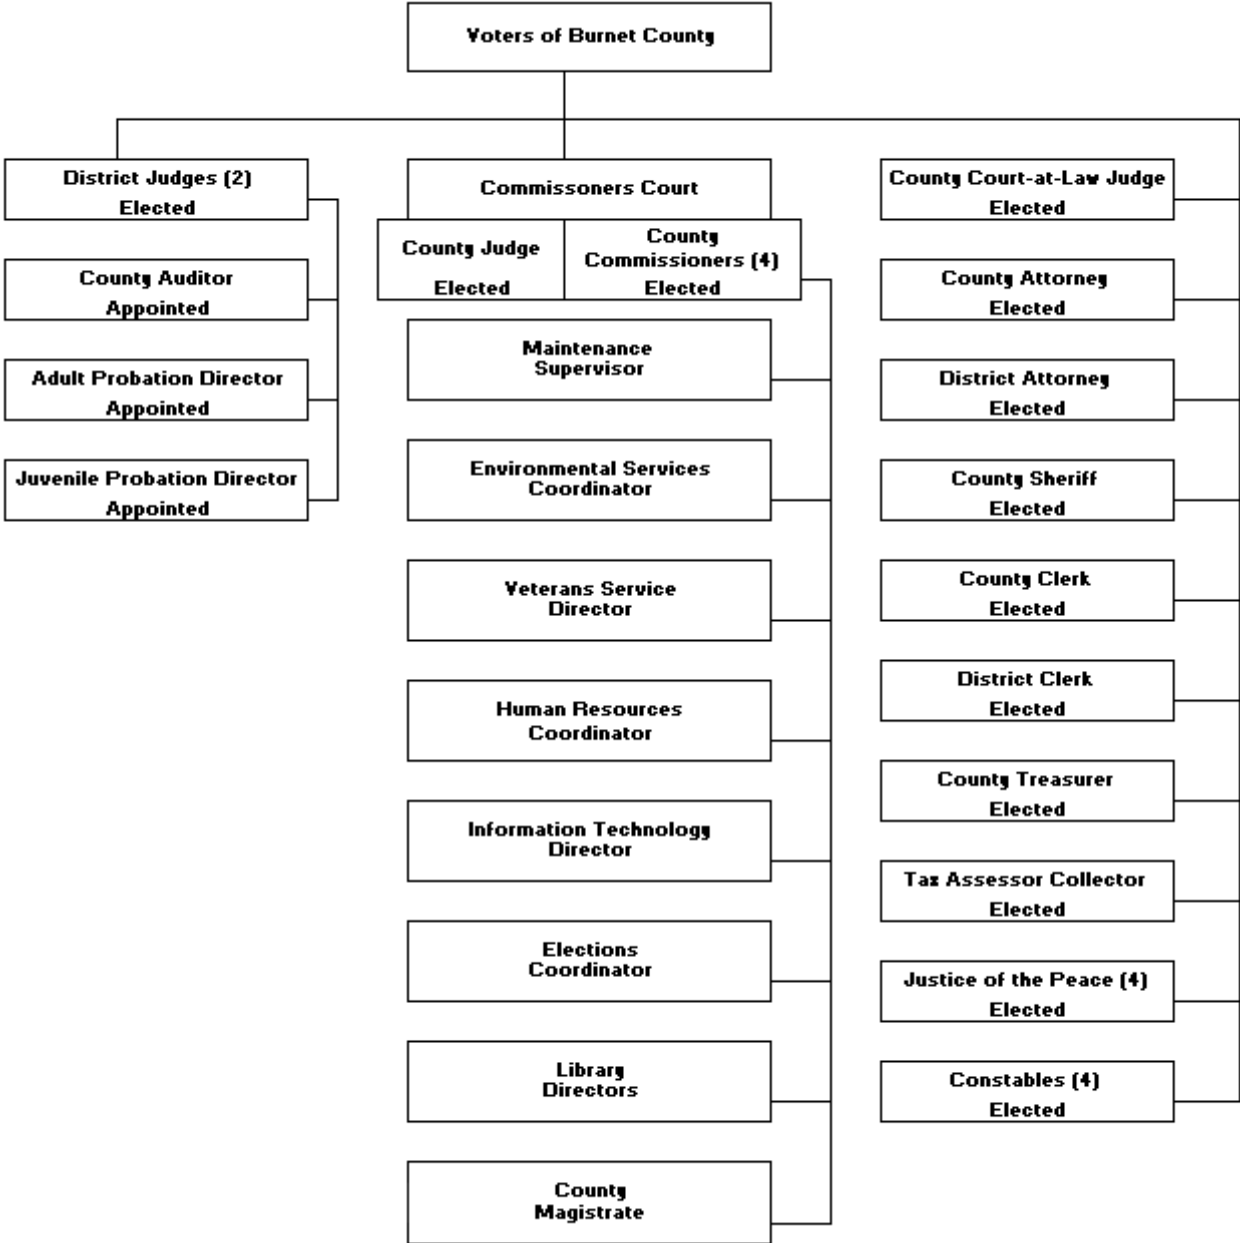 Voters of Burnet County
District Judges (2)
Elected
County Auditor
Appointed
Adult Probation Director
Appointed
Juvenile Probation Director
Appointed
Commissoners Court
County Judge
Elected
County
Commissioners (4)
Elected
Maintenance
Supervisor
Environmental Services
Coordinator
Veterans Service
Director
Human Resources
Coordinator
Information Technology
Director
Elections
Coordinator
Library
Directors
County
Magistrate
County Court-at-Law Judge
Elected
County Attorney
Elected
District Attorney
Elected
County Sheriff
Elected
County Clerk
Elected
District Clerk
Elected
County Treasurer
Elected
Tax Assessor Collector
Elected
Justice of the Peace (4)
Elected
Constables (4)
Elected